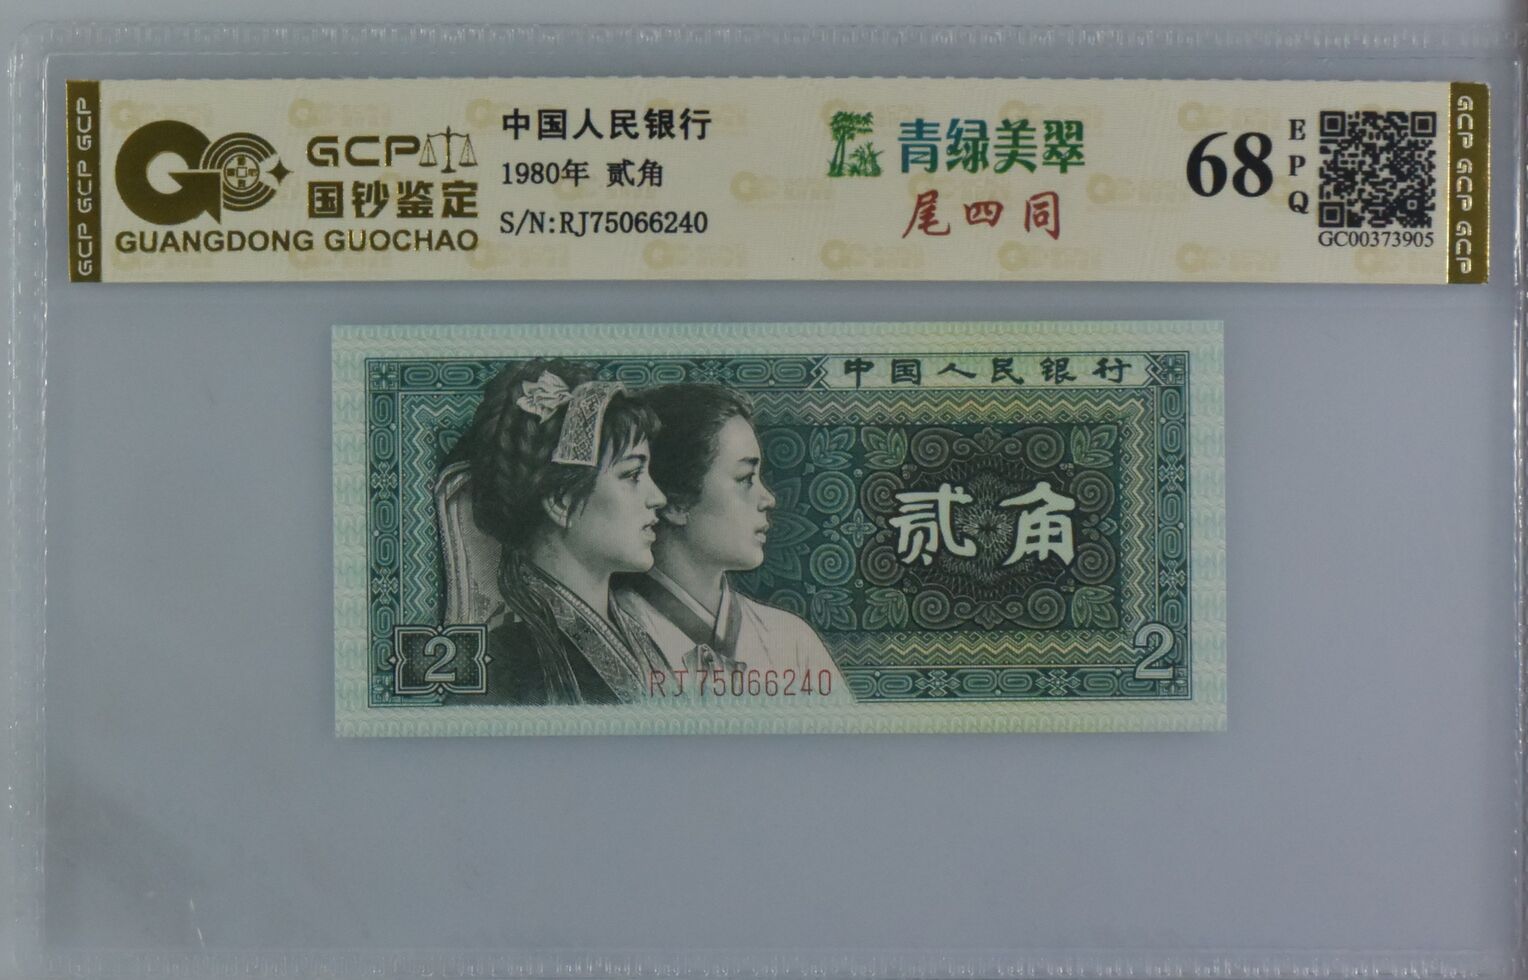 GCP GCP GCP
GCP
国钞鉴定
GUANGDONG GUOCHAO
中国人民银行
1980年 贰角
S/N:RJ75066240
青绿美翠
尾四同
68
EPQ
GC00373905
GCP GCP GCP
中国人民银行
贰角
2
2
RJ75066240